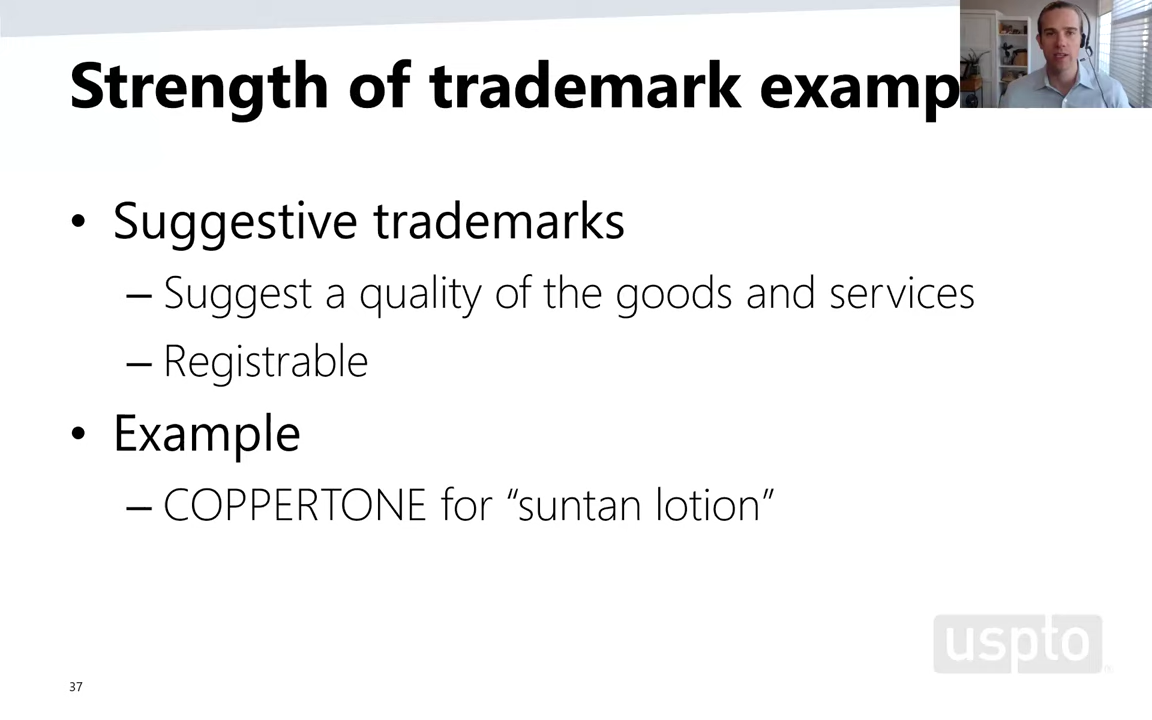 Strength of trademark examp
• Suggestive trademarks
– Suggest a quality of the goods and services
– Registrable
• Example
– COPPERTONE for “suntan lotion”
uspto
37